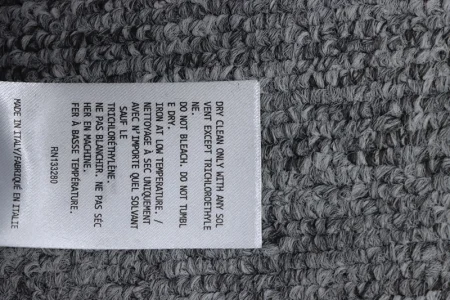 DRY CLEAN ONLY WITH ANY SOL
VENT EXCEPT TRICHLOROETHYLE
NE.
DO NOT BLEACH. DO NOT TUMBL
E DRY.
IRON AT LOW TEMPERATURE. /
NETTOYAGE À SEC UNIQUEMENT
AVEC N'IMPORTE QUEL SOLVANT
SAUF LE
TRICHLORÉTHYLÈNE
NE PAS BLANCHIR. NE PAS SÉC
HER EN MACHINE.
FER À BASSE TEMPÉRATURE.
RN133280
MADE IN ITALY/FABRIQUÉ EN ITALIE